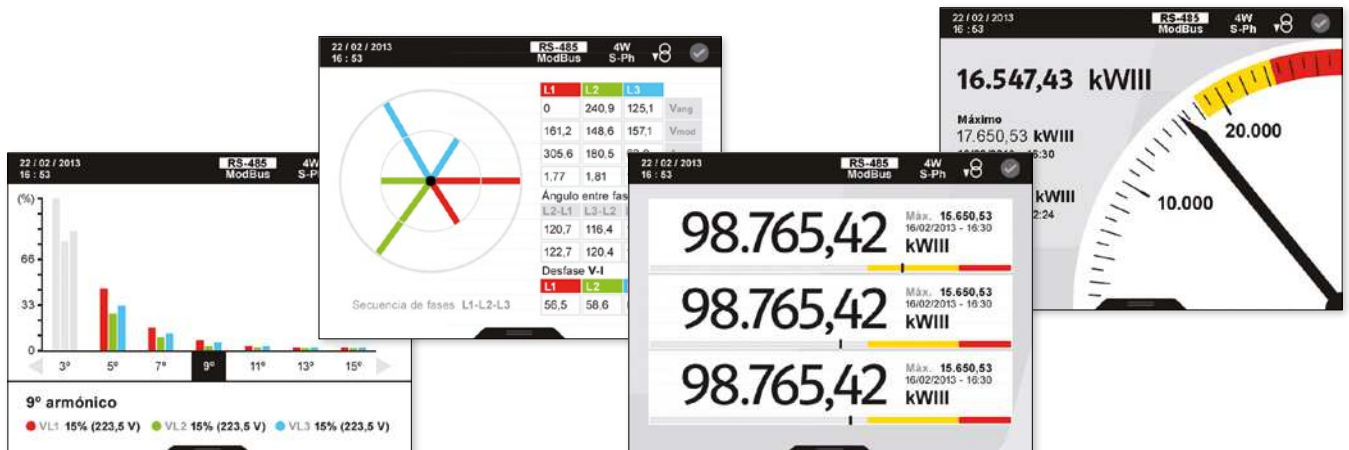 22 / 02 / 2013
16 : 53
RS-485
ModBus
4W
S-Ph
16.547,43 kWIII
Máximo
17.650,53 kWIII
kWIII
20.000
10.000
22 / 02 / 2013
16 : 53
RS-485
ModBus
4W
S-Ph
L1 L2 L3
0 240,9 125,1 Vang
161,2 148,6 157,1 Vmod
305,6 180,5
1,77 1,81
Ángulo entre fas
L2-L1 L3-L2
120,7 116,4
122,7 120,4
Desfase V-I
L1 L2
56,5 58,6
Secuencia de fases L1-L2-L3
22 / 02 / 2013
16 : 53
RS-485
ModBus
4W
(%)
66
33
0
3º 5º 7º 9º 11º 13º 15º
9º armónico
VL1 15% (223,5 V) VL2 15% (223,5 V) VL3 15% (223,5 V)
22 / 02 / 2013
16 : 53
RS-485
ModBus
4W
S-Ph
98.765,42
Máx. 15.650,53
16/02/2013 - 16:30
kWIII
98.765,42
Máx. 15.650,53
16/02/2013 - 16:30
kWIII
98.765,42
Máx. 15.650,53
16/02/2013 - 16:30
kWIII